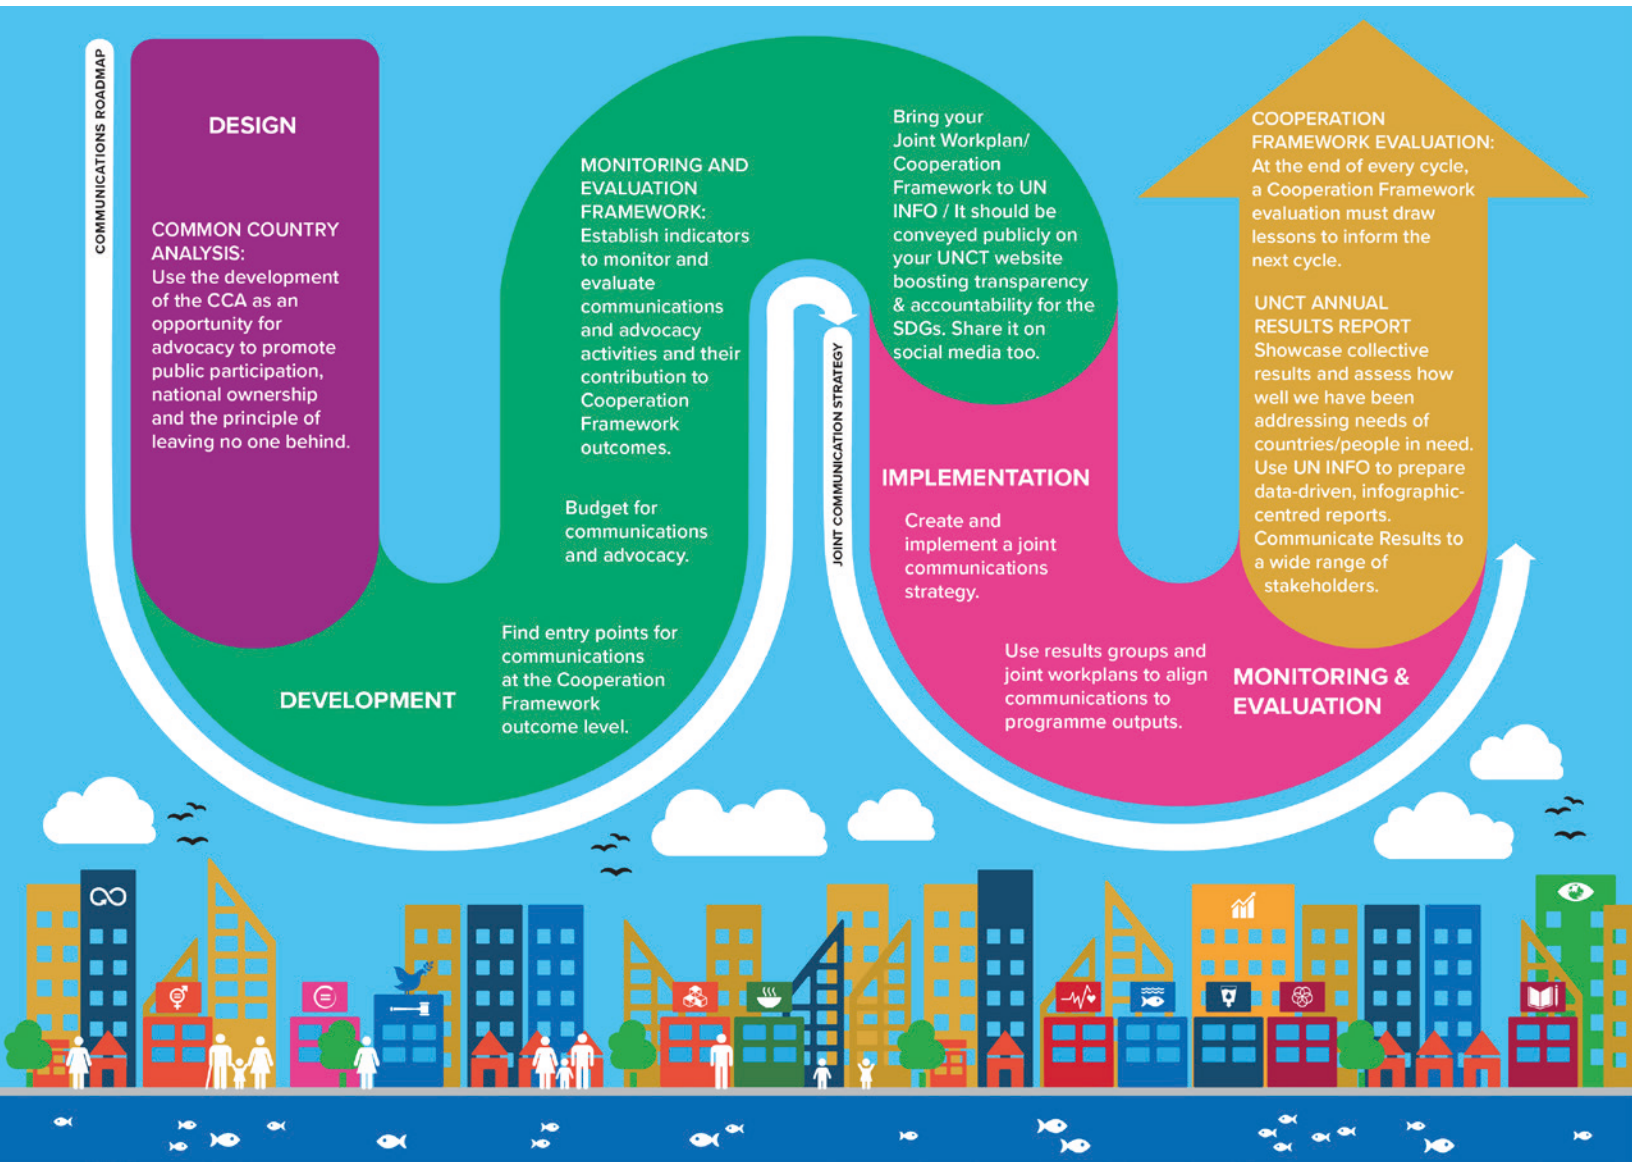 COMMUNICATIONS ROADMAP
DESIGN
COMMON COUNTRY
ANALYSIS:
Use the development
of the CCA as an
opportunity for
advocacy to promote
public participation,
national ownership
and the principle of
leaving no one behind.
DEVELOPMENT
Find entry points for
communications
at the Cooperation
Framework
outcome level.
Budget for
communications
and advocacy.
MONITORING AND
EVALUATION
FRAMEWORK:
Establish indicators
to monitor and
evaluate
communications
and advocacy
activities and their
contribution to
Cooperation
Framework
outcomes.
Bring your
Joint Workplan/
Cooperation
Framework to UN
INFO / It should be
conveyed publicly on
your UNCT website
boosting transparency
& accountability for the
SDGs. Share it on
social media too.
JOINT COMMUNICATION STRATEGY
IMPLEMENTATION
Create and
implement a joint
communications
strategy.
Use results groups and
joint workplans to align
communications to
programme outputs.
MONITORING &
EVALUATION
COOPERATION
FRAMEWORK EVALUATION:
At the end of every cycle,
a Cooperation Framework
evaluation must draw
lessons to inform the
next cycle.
UNCT ANNUAL
RESULTS REPORT
Showcase collective
results and assess how
well we have been
addressing needs of
countries/people in need.
Use UN INFO to prepare
data-driven, infographic-
centred reports.
Communicate Results to
a wide range of
stakeholders.